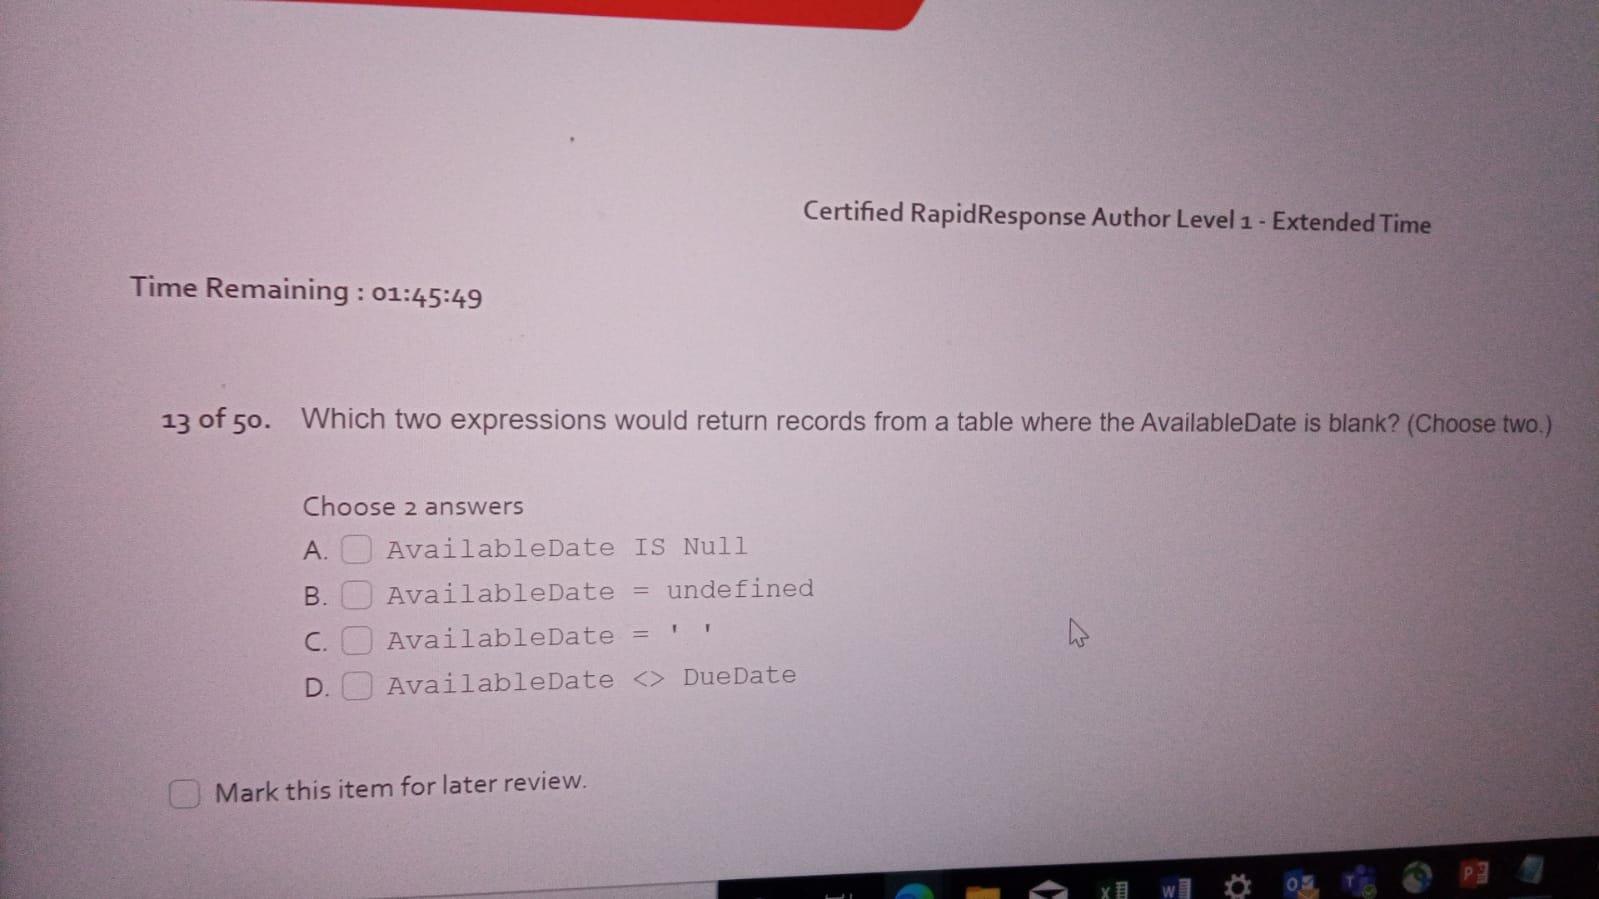 Certified RapidResponse Author Level 1 - Extended Time
Time Remaining : 01:45:49
13 of 50. Which two expressions would return records from a table where the AvailableDate is blank? (Choose two.)
Choose 2 answers
A. AvailableDate IS Null
B. AvailableDate = undefined
C. AvailableDate = ' '
D. AvailableDate <> DueDate
Mark this item for later review.